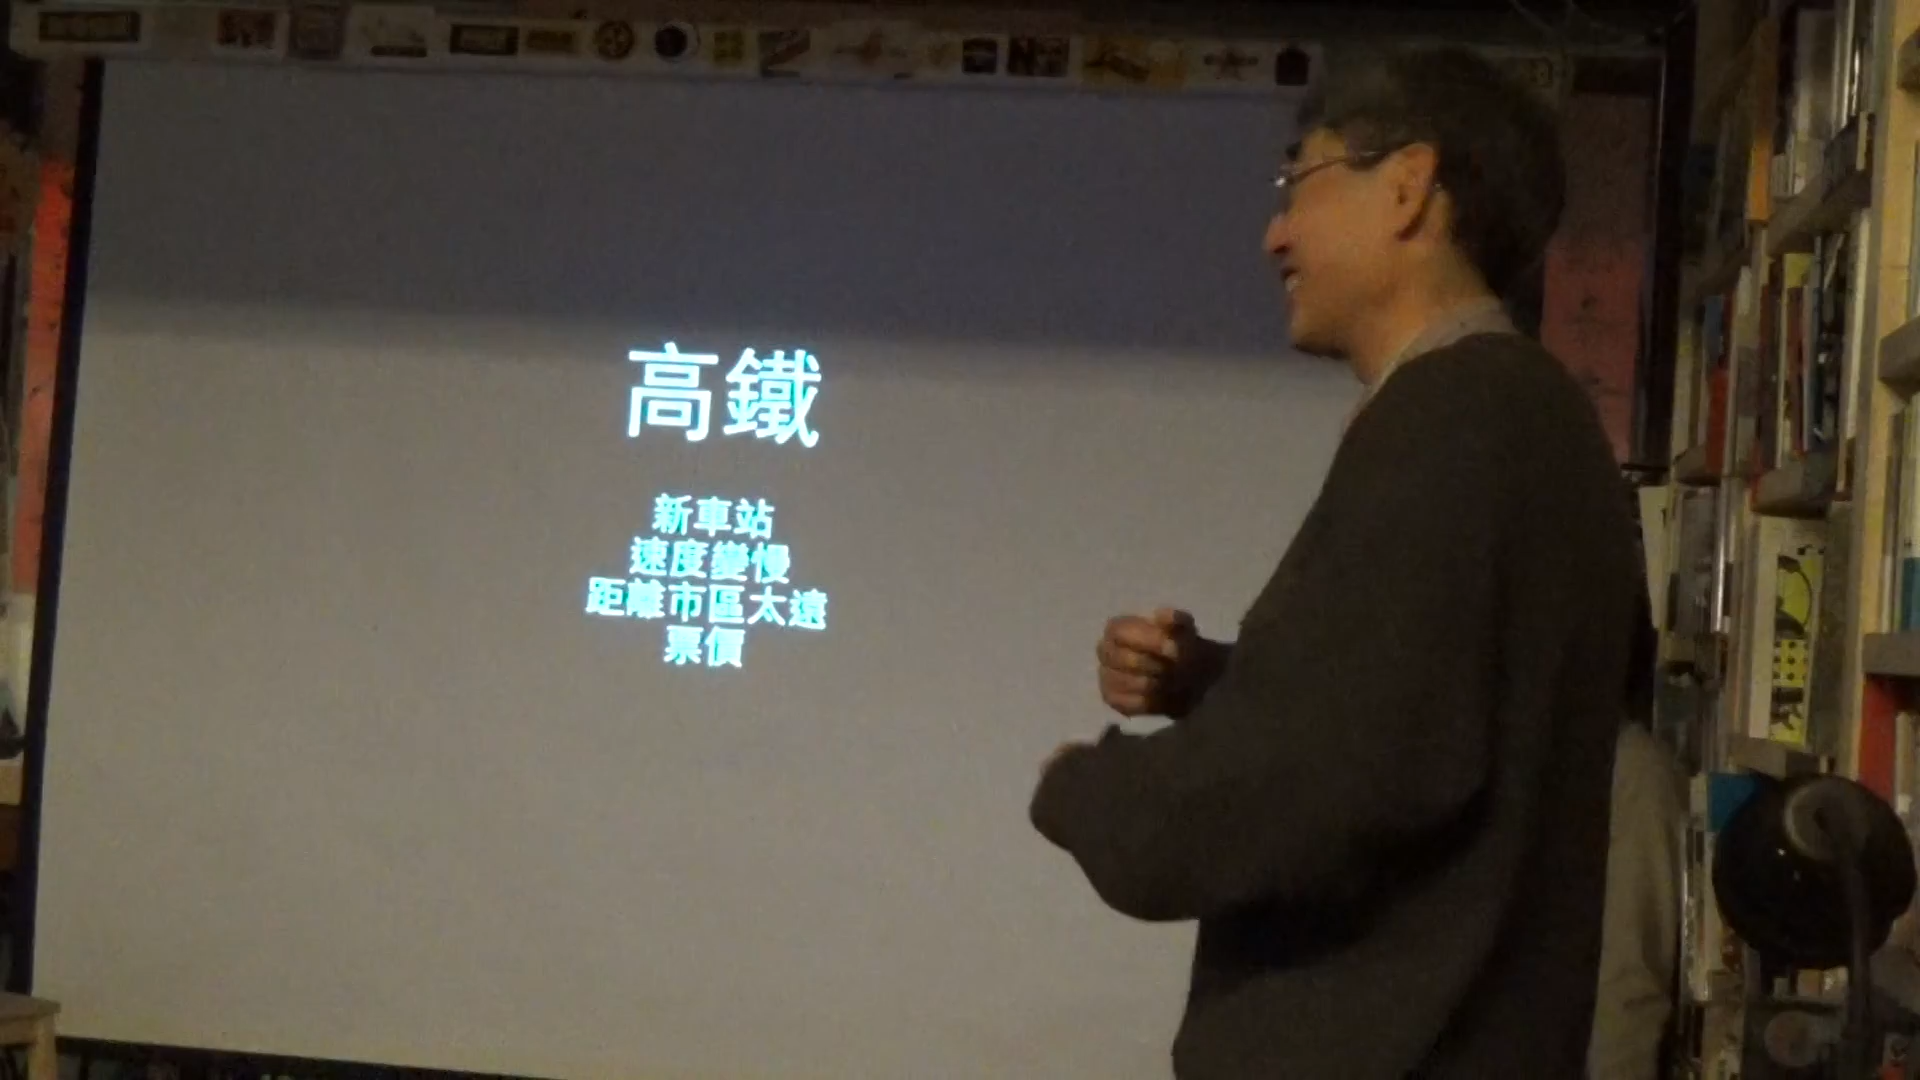 高鐵
新車站
速度變慢
距離市區太遠
票價